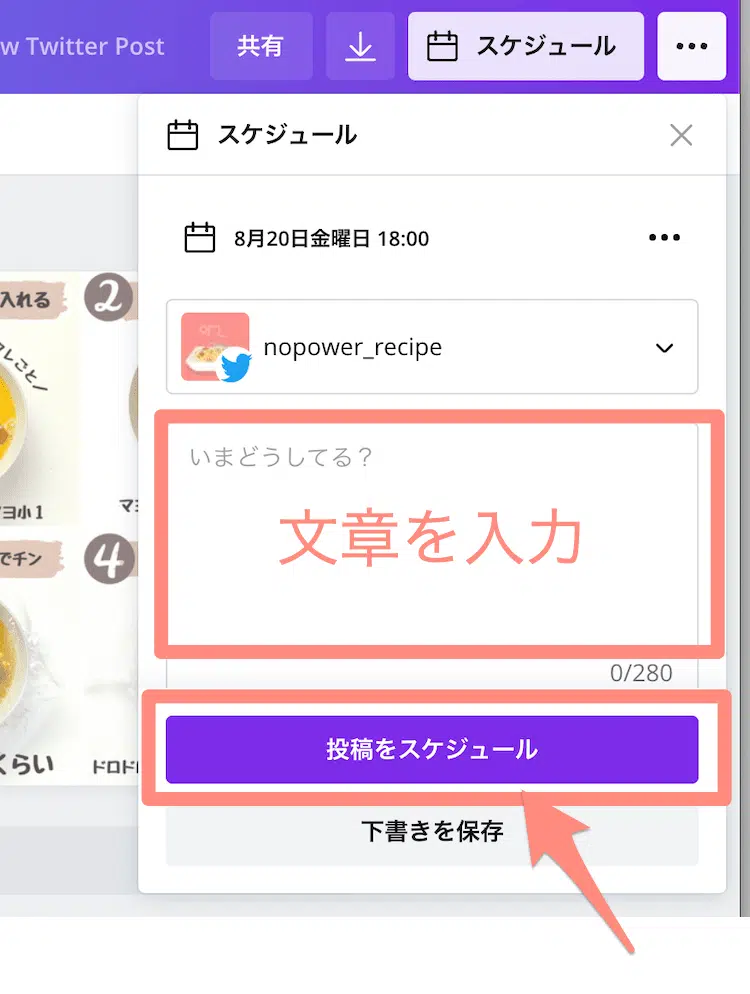 w Twitter Post
共有
スケジュール
スケジュール
8月20日金曜日 18:00
nopower_recipe
いまどうしてる？
文章を入力
0/280
投稿をスケジュール
下書きを保存
入れる
2
ヨ小1
マヨ
でチン
4
くらい
ドロド